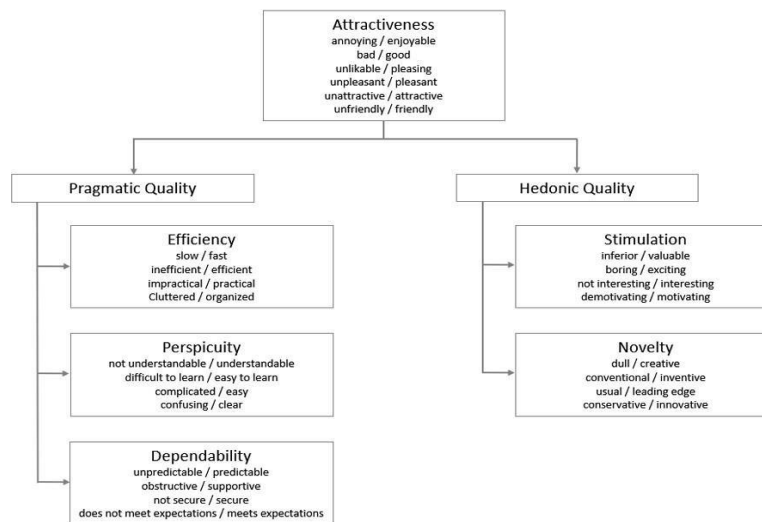 Attractiveness
annoying / enjoyable
bad / good
unlikable / pleasing
unpleasant / pleasant
unattractive / attractive
unfriendly / friendly
Pragmatic Quality
Efficiency
slow / fast
inefficient / efficient
impractical / practical
Cluttered / organized
Perspicuity
not understandable / understandable
difficult to learn / easy to learn
complicated / easy
confusing / clear
Dependability
unpredictable / predictable
obstructive / supportive
not secure / secure
does not meet expectations / meets expectations
Hedonic Quality
Stimulation
inferior / valuable
boring / exciting
not interesting / interesting
demotivating / motivating
Novelty
dull / creative
conventional / inventive
usual / leading edge
conservative / innovative